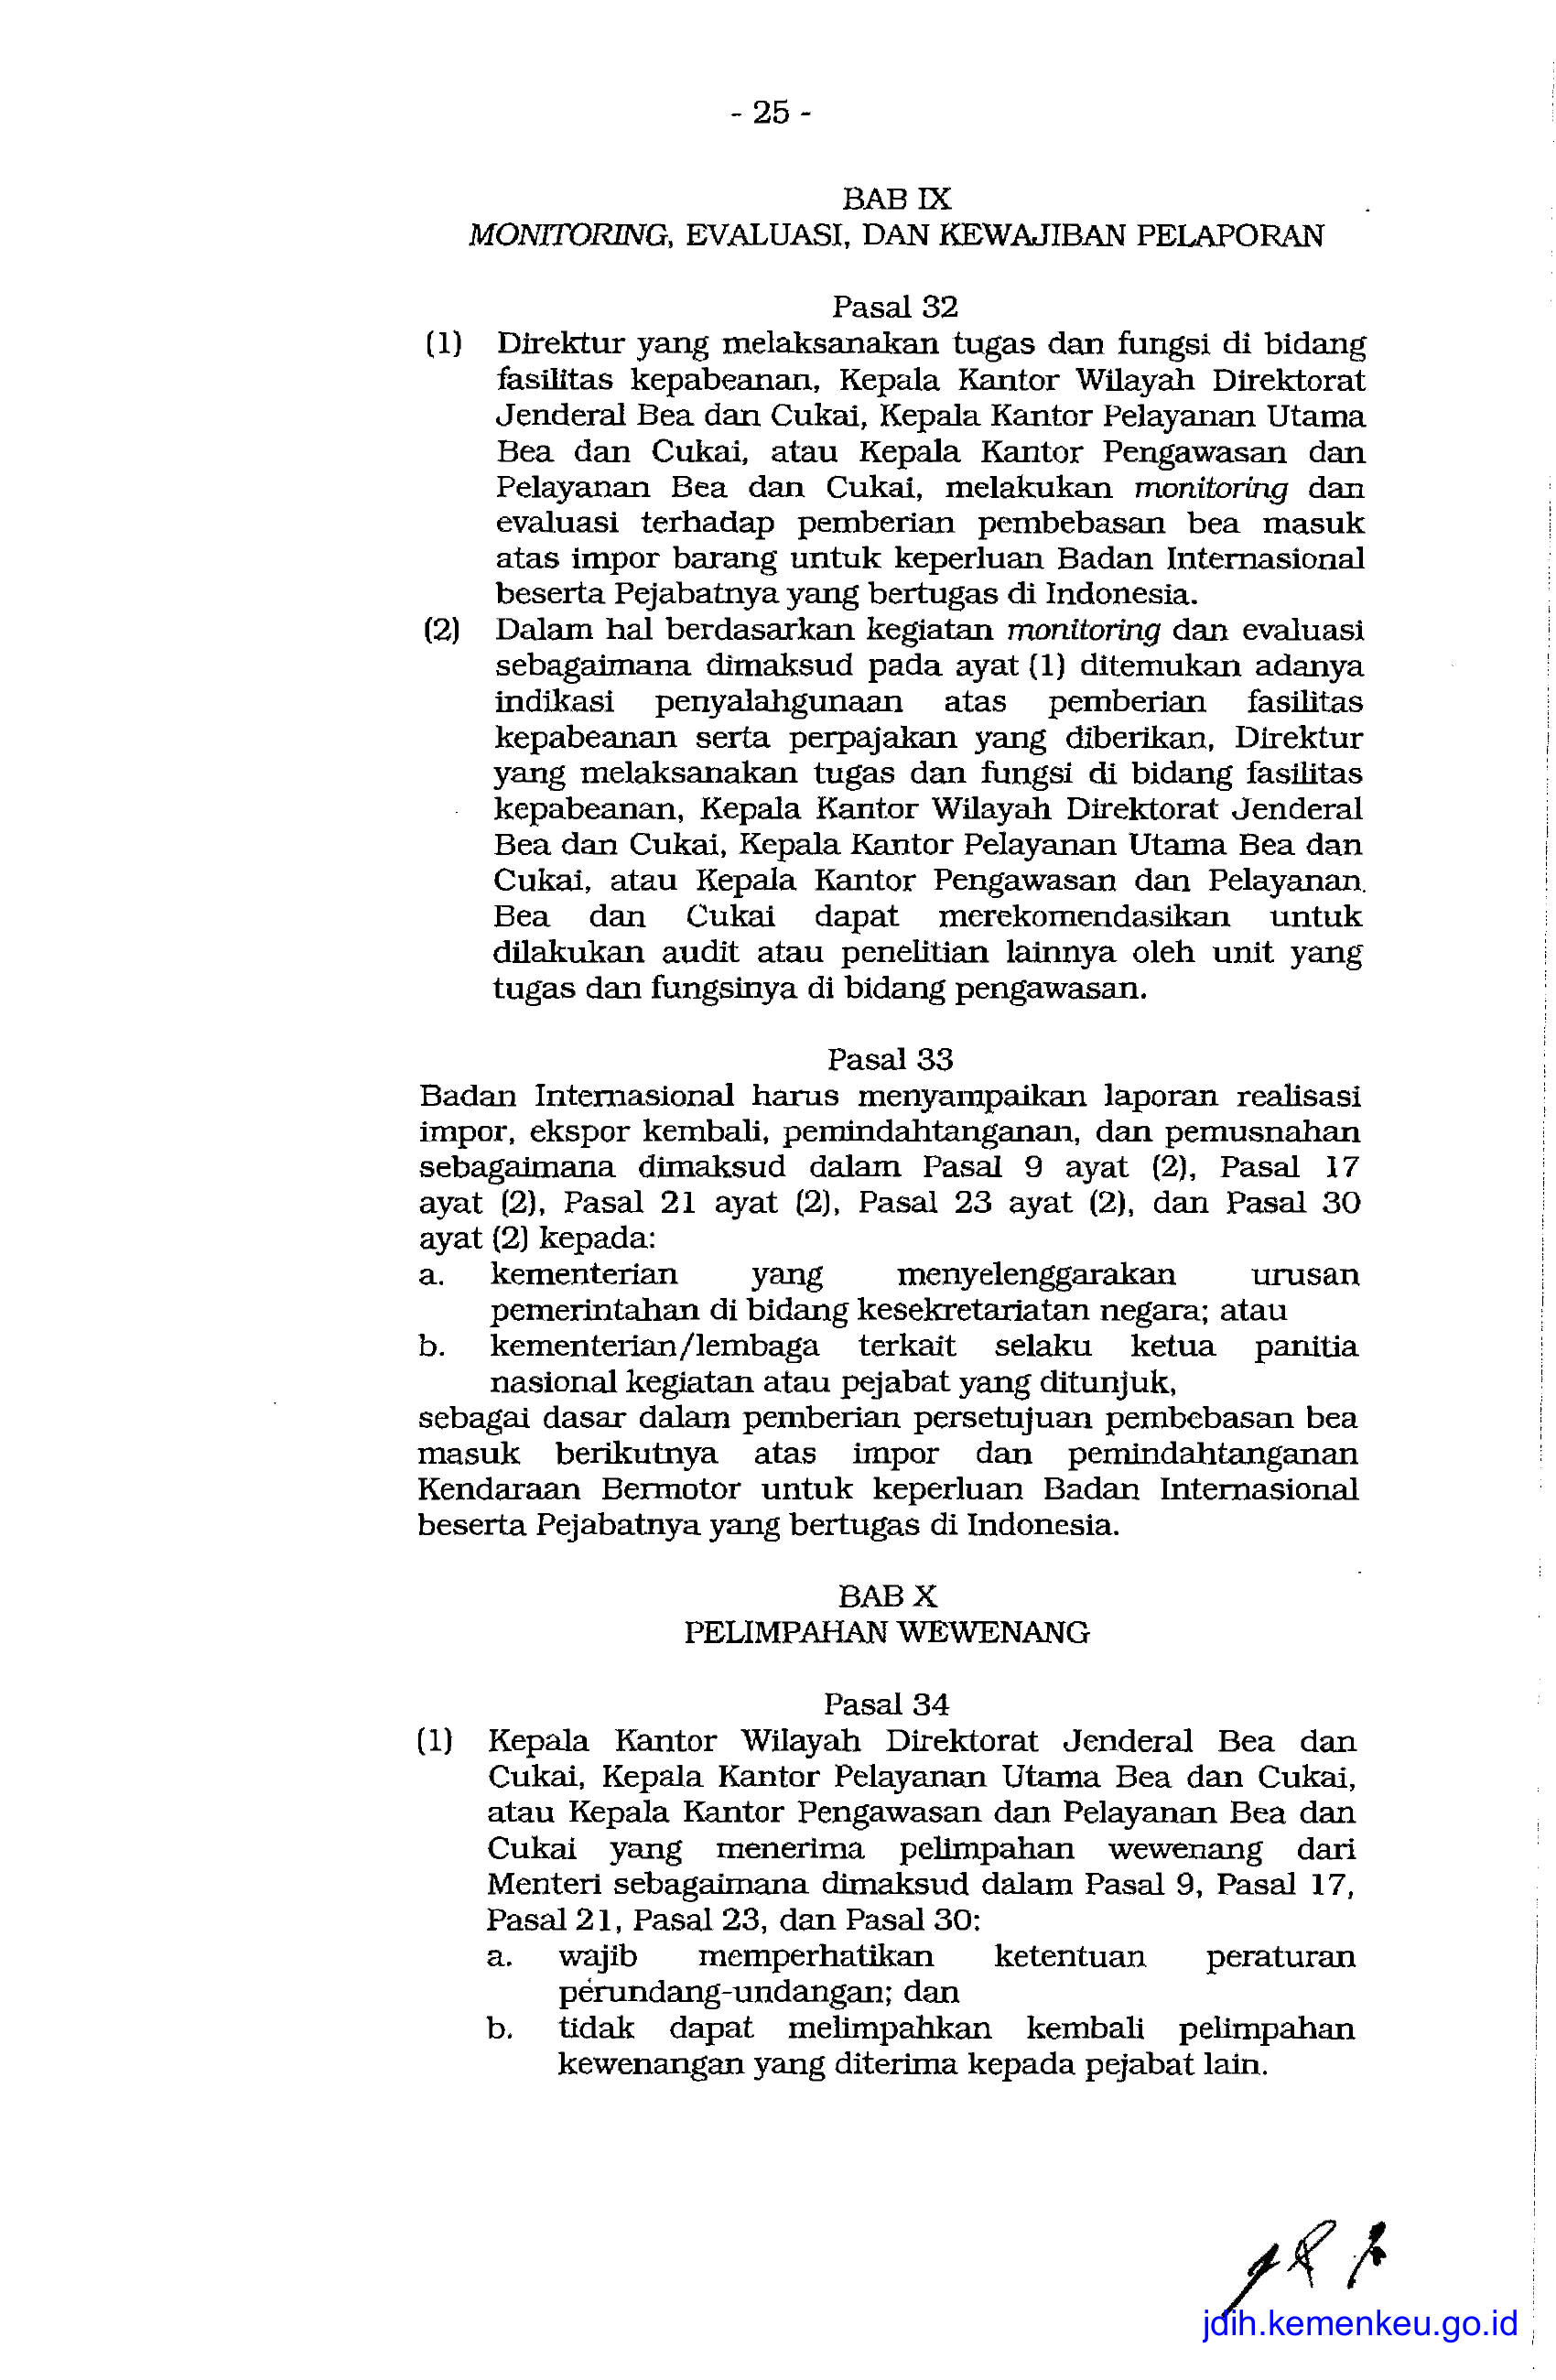 - 25 -
BAB IX
MONITORING, EVALUASI, DAN KEWAJIBAN PELAPORAN
Pasal 32
(1) Direktur yang melaksanakan tugas dan fungsi di bidang
fasilitas kepabeanan, Kepala Kantor Wilayah Direktorat
Jenderal Bea dan Cukai, Kepala Kantor Pelayanan Utama
Bea dan Cukai, atau Kepala Kantor Pengawasan dan
Pelayanan Bea dan Cukai, melakukan monitoring dan
evaluasi terhadap pemberian pembebasan bea masuk
atas impor barang untuk keperluan Badan Internasional
beserta Pejabatnya yang bertugas di Indonesia.
(2) Dalam hal berdasarkan kegiatan monitoring dan evaluasi
sebagaimana dimaksud pada ayat (1) ditemukan adanya
indikasi penyalahgunaan atas pemberian fasilitas
kepabeanan serta perpajakan yang diberikan, Direktur
yang melaksanakan tugas dan fungsi di bidang fasilitas
kepabeanan, Kepala Kantor Wilayah Direktorat Jenderal
Bea dan Cukai, Kepala Kantor Pelayanan Utama Bea dan
Cukai, atau Kepala Kantor Pengawasan dan Pelayanan
Bea dan Cukai dapat merekomendasikan untuk
dilakukan audit atau penelitian lainnya oleh unit yang
tugas dan fungsinya di bidang pengawasan.
Pasal 33
Badan Internasional harus menyampaikan laporan realisasi
impor, ekspor kembali, pemindahtanganan, dan pemusnahan
sebagaimana dimaksud dalam Pasal 9 ayat (2), Pasal 17
ayat (2), Pasal 21 ayat (2), Pasal 23 ayat (2), dan Pasal 30
ayat (2) kepada:
a. kementerian yang menyelenggarakan urusan
pemerintahan di bidang kesekretariatan negara; atau
b. kementerian/lembaga terkait selaku ketua panitia
nasional kegiatan atau pejabat yang ditunjuk,
sebagai dasar dalam pemberian persetujuan pembebasan bea
masuk berikutnya atas impor dan pemindahtanganan
Kendaraan Bermotor untuk keperluan Badan Internasional
beserta Pejabatnya yang bertugas di Indonesia.
BAB X
PELIMPAHAN WEWENANG
Pasal 34
(1) Kepala Kantor Wilayah Direktorat Jenderal Bea dan
Cukai, Kepala Kantor Pelayanan Utama Bea dan Cukai,
atau Kepala Kantor Pengawasan dan Pelayanan Bea dan
Cukai yang menerima pelimpahan wewenang dari
Menteri sebagaimana dimaksud dalam Pasal 9, Pasal 17,
Pasal 21, Pasal 23, dan Pasal 30:
a. wajib memperhatikan ketentuan peraturan
perundang-undangan; dan
b. tidak dapat melimpahkan kembali pelimpahan
kewenangan yang diterima kepada pejabat lain.
jdih.kemenkeu.go.id